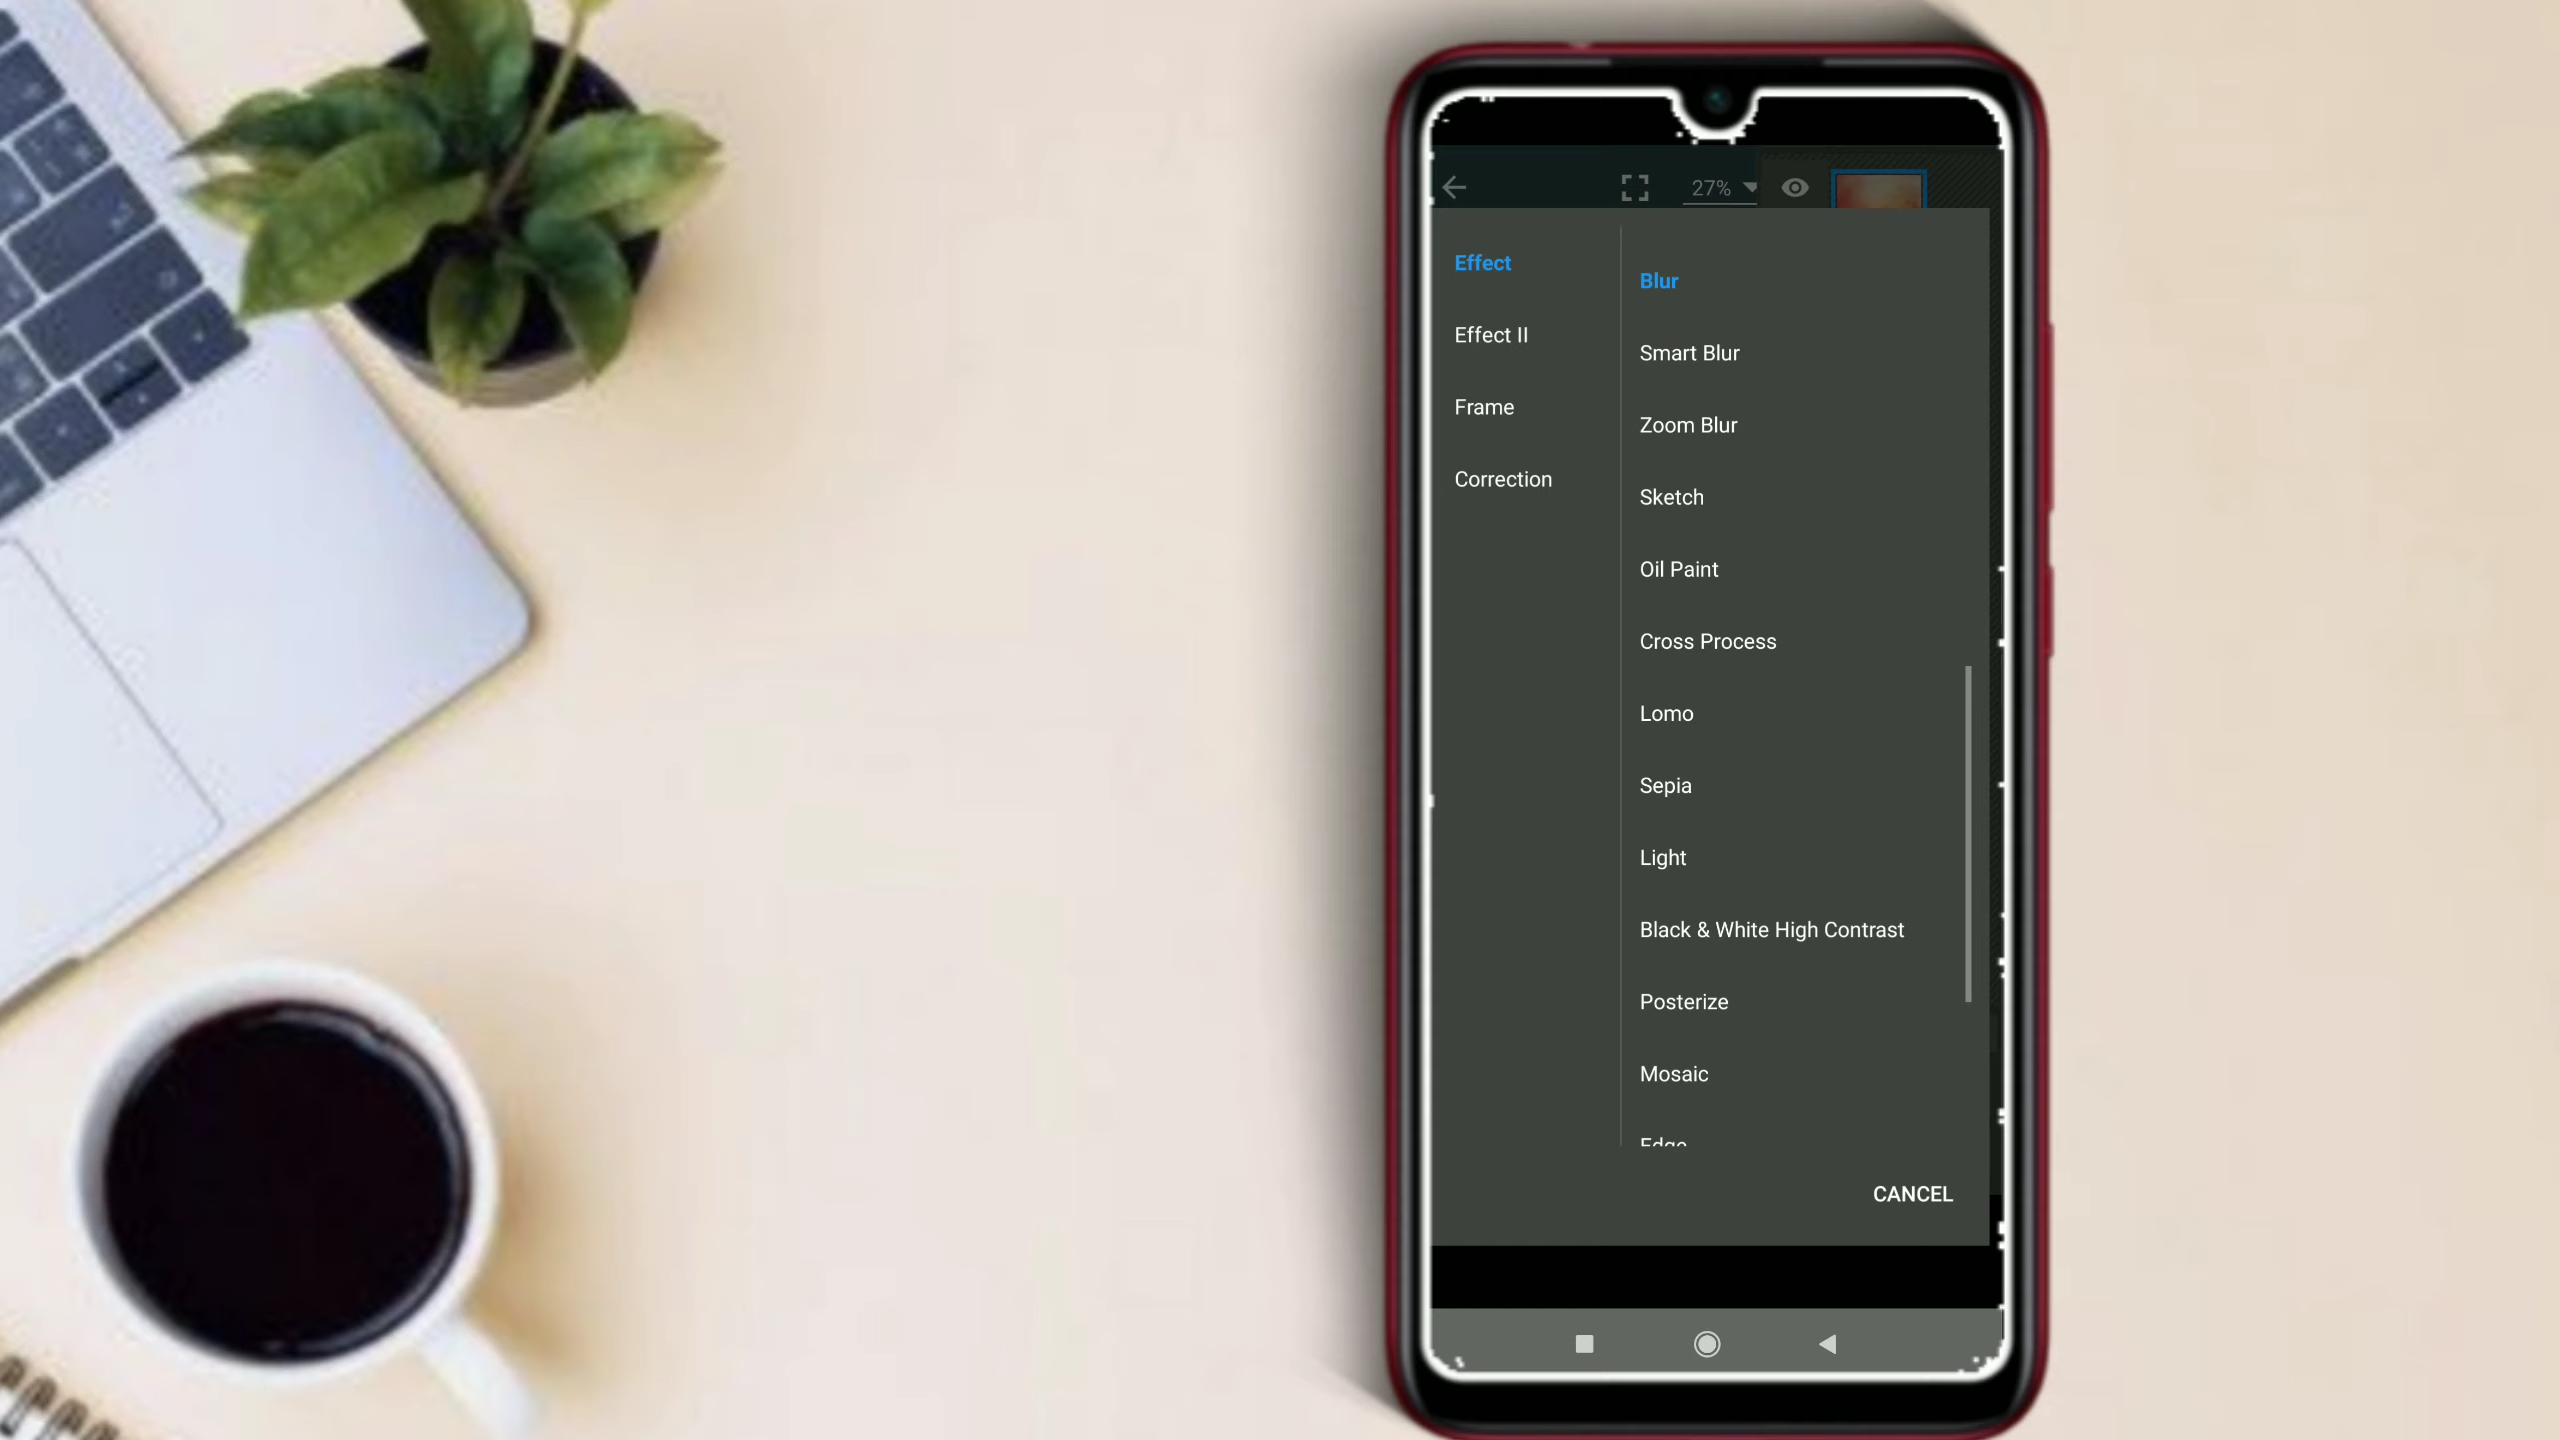 27%
Effect
Effect II
Frame
Correction
Blur
Smart Blur
Zoom Blur
Sketch
Oil Paint
Cross Process
Lomo
Sepia
Light
Black & White High Contrast
Posterize
Mosaic
Edge
CANCEL